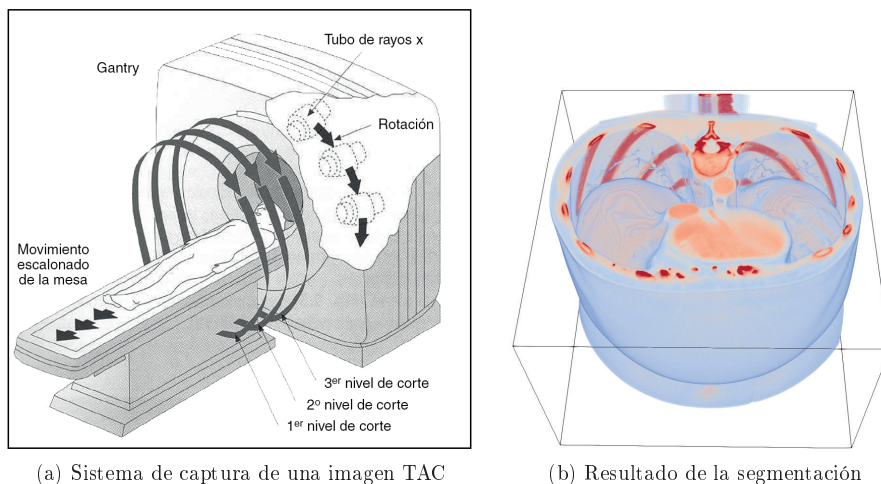 Tubo de rayos x
Gantry
Rotación
Movimiento
escalonado
de la mesa
3er nivel de corte
2o nivel de corte
1er nivel de corte
(a) Sistema de captura de una imagen TAC
(b) Resultado de la segmentación